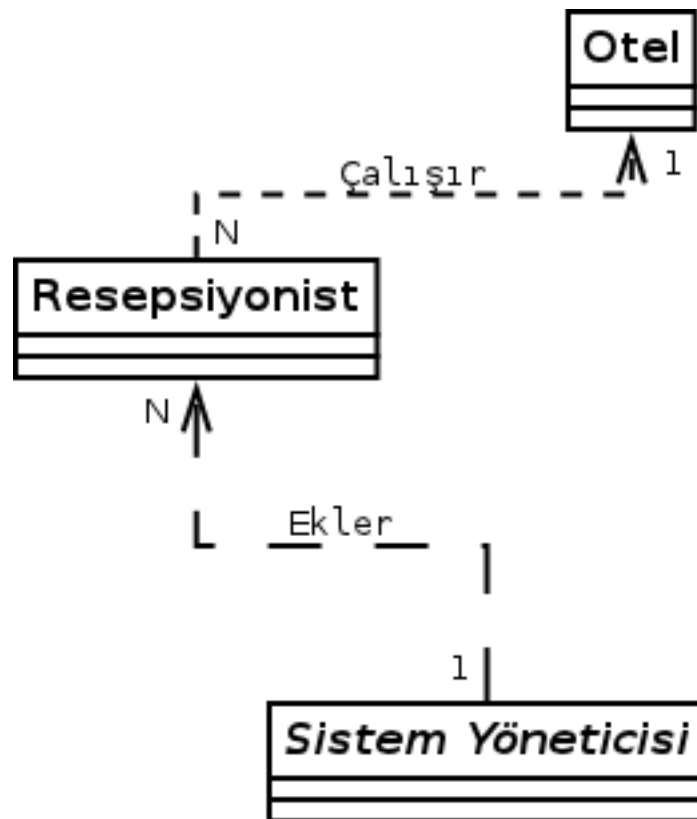 Otel
1
Çalışır
N
Resepsiyonist
N
Ekler
1
Sistem Yöneticisi